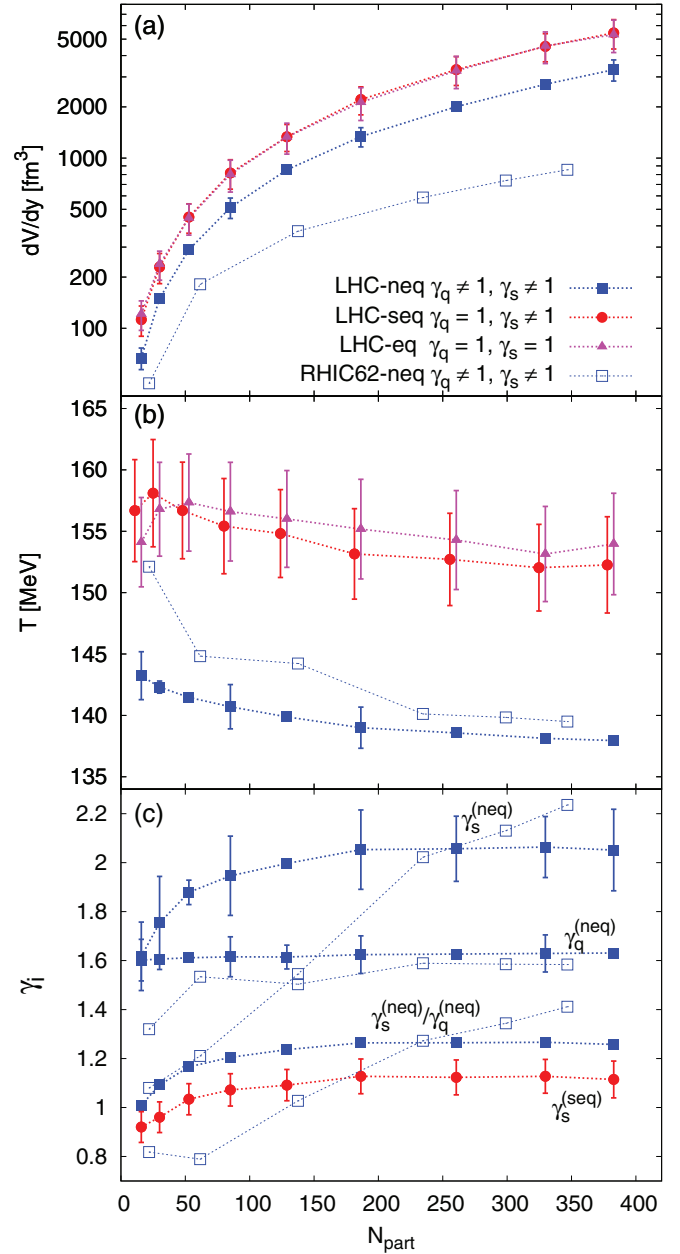 (a)
5000
2000
1000
500
200
100
dV/dy [fm³]
LHC-neq γq ≠ 1, γs ≠ 1
LHC-seq γq = 1, γs ≠ 1
LHC-eq γq = 1, γs = 1
RHIC62-neq γq ≠ 1, γs ≠ 1
(b)
165
160
155
150
145
140
135
T [MeV]
(c)
2.2
2
1.8
1.6
1.4
1.2
1
0.8
γi
γs(neq)
γq(neq)
γs(neq)/γq(neq)
γs(seq)
0 50 100 150 200 250 300 350 400
Npart